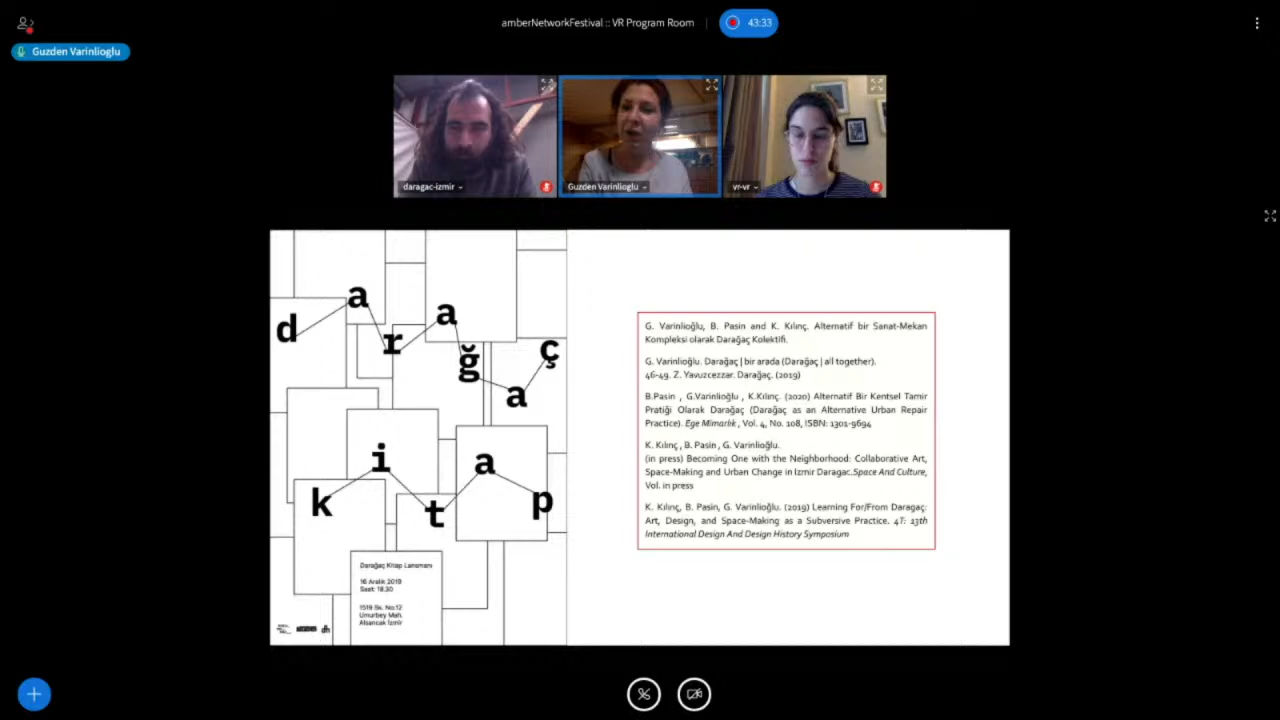 amberNetworkFestival :: VR Program Room
43:33
Guzden Varinlioglu
daragac-izmir
Guzden Varinlioglu
vr-vr
darağaç
kitap
Darağaç Kitap Lansmanı
16 Aralık 2019
Saat: 18.30
1519 Sk. No:12
Umurbey Mah.
Alsancak İzmir
G. Varinlioğlu, B. Pasin and K. Kılınç. Alternatif bir Sanat-Mekan
Kompleksi olarak Darağaç Kolektifi.
G. Varinlioğlu. Darağaç | bir arada (Darağaç | all together).
46-49. Z. Yavuzcezzar. Darağaç. (2019)
B.Pasin , G.Varinlioğlu , K.Kılınç. (2020) Alternatif Bir Kentsel Tamir
Pratiği Olarak Darağaç (Darağaç as an Alternative Urban Repair
Practice). Ege Mimarlık, Vol. 4, No. 108, ISBN: 1301-9694
K. Kılınç , B. Pasin , G. Varinlioğlu.
(in press) Becoming One with the Neighborhood: Collaborative Art,
Space-Making and Urban Change in Izmir Daragac.Space And Culture,
Vol. in press
K. Kılınç, B. Pasin, G. Varinlioğlu. (2019) Learning For/From Daragaç:
Art, Design, and Space-Making as a Subversive Practice. 4T: 13th
International Design And Design History Symposium